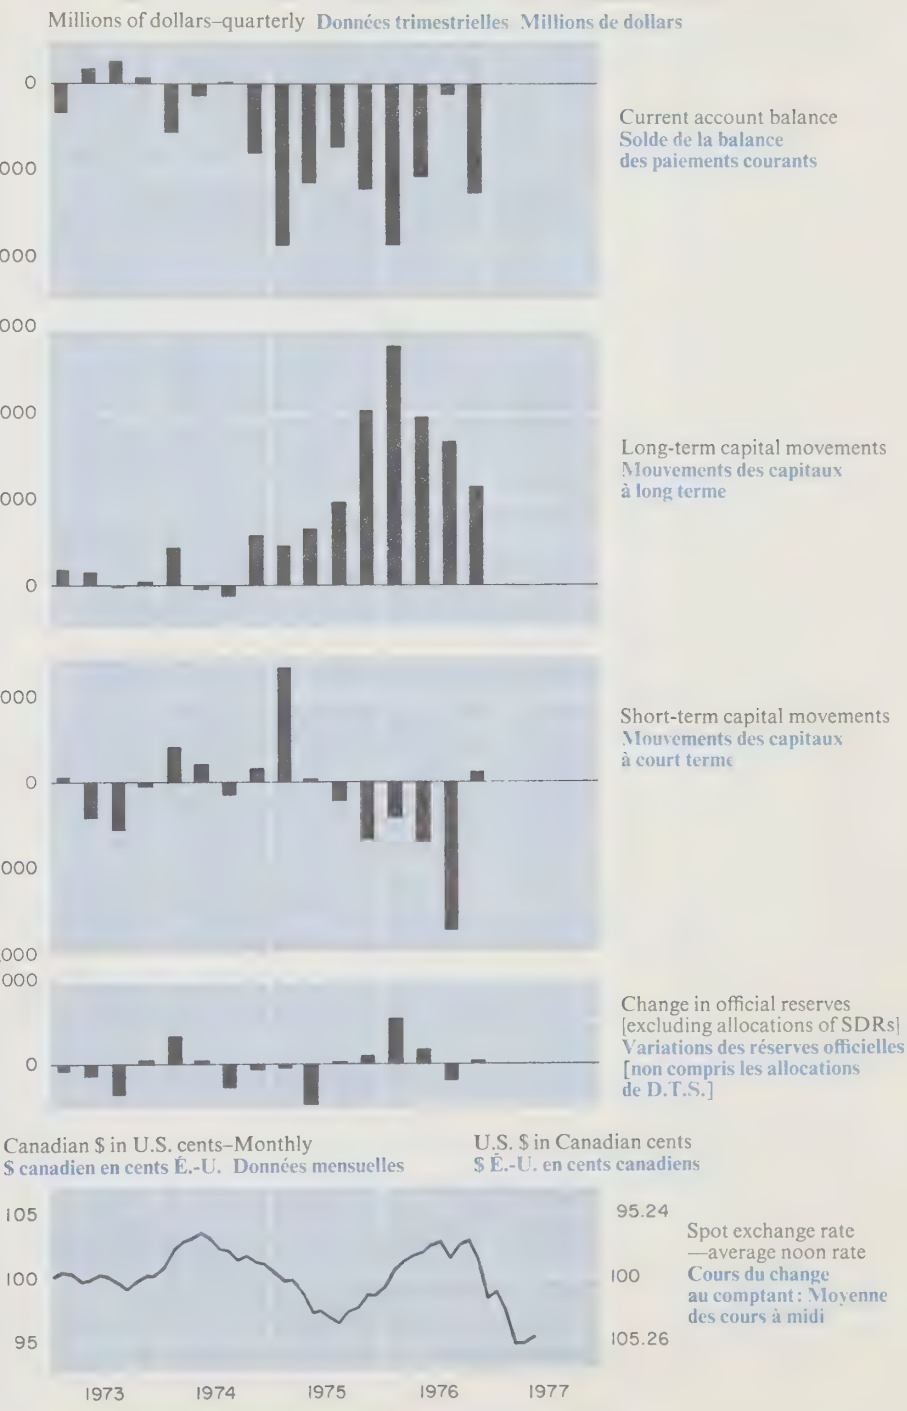 Millions of dollars–quarterly Données trimestrielles Millions de dollars
0
000
000
Current account balance
Solde de la balance
des paiements courants
000
000
000
0
Long-term capital movements
Mouvements des capitaux
à long terme
000
0
000
000
Short-term capital movements
Mouvements des capitaux
à court terme
000
0
Change in official reserves
[excluding allocations of SDRs]
Variations des réserves officielles
[non compris les allocations
de D.T.S.]
Canadian $ in U.S. cents–Monthly
$ canadien en cents É.-U. Données mensuelles
U.S. $ in Canadian cents
$ É.-U. en cents canadiens
105
100
95
95.24
100
105.26
Spot exchange rate
—average noon rate
Cours du change
au comptant : Moyenne
des cours à midi
1973 1974 1975 1976 1977